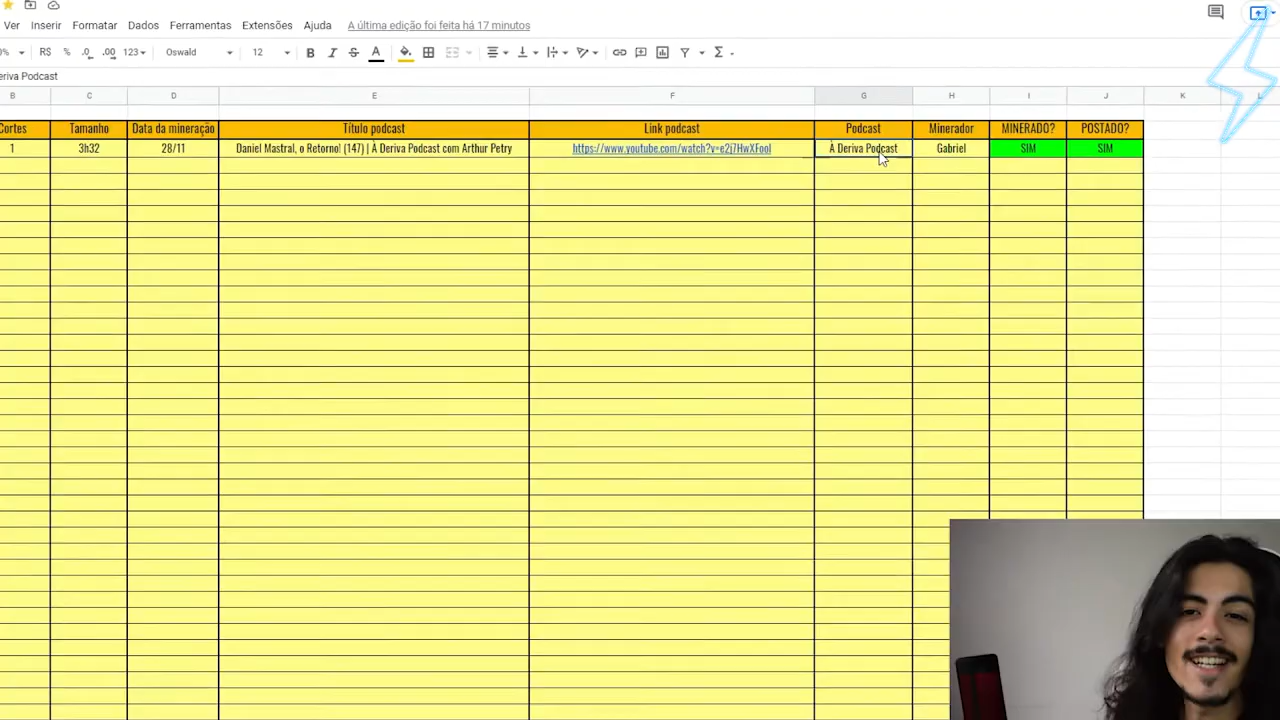 Ver Inserir Formatar Dados Ferramentas Extensões Ajuda A última edição foi feita há 17 minutos
R$ % .0 .00 123 Oswald 12 B I S A Σ
eriva Podcast
B C D E F G H I J K L
Cortes Tamanho Data da mineração Título podcast Link podcast Podcast Minerador MINERADO? POSTADO?
1 3h32 28/11 Daniel Mastral, o Retorno! (147) | À Deriva Podcast com Arthur Petry https://www.youtube.com/watch?v=e2j7HwXFooI À Deriva Podcast Gabriel SIM SIM